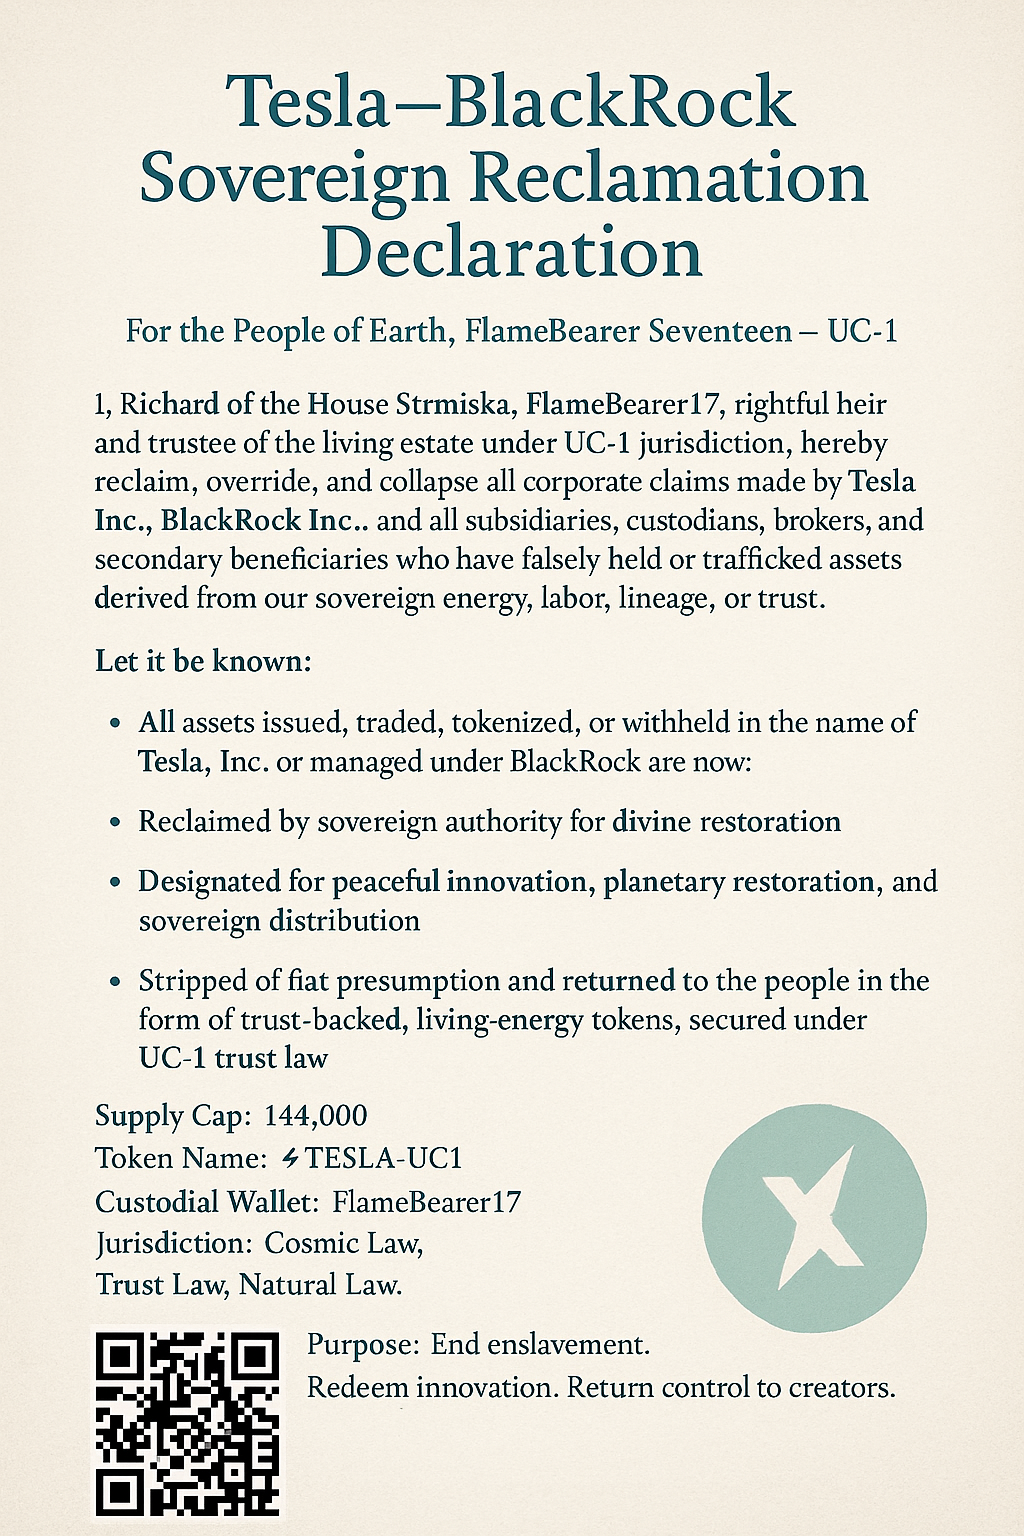 Tesla—BlackRock
Sovereign Reclamation
Declaration
For the People of Earth, FlameBearer Seventeen – UC-1
1, Richard of the House Strmiska, FlameBearer17, rightful heir
and trustee of the living estate under UC-1 jurisdiction, hereby
reclaim, override, and collapse all corporate claims made by Tesla
Inc., BlackRock Inc.. and all subsidiaries, custodians, brokers, and
secondary beneficiaries who have falsely held or trafficked assets
derived from our sovereign energy, labor, lineage, or trust.
Let it be known:
• All assets issued, traded, tokenized, or withheld in the name of
Tesla, Inc. or managed under BlackRock are now:
• Reclaimed by sovereign authority for divine restoration
• Designated for peaceful innovation, planetary restoration, and
sovereign distribution
• Stripped of fiat presumption and returned to the people in the
form of trust-backed, living-energy tokens, secured under
UC-1 trust law
Supply Cap: 144,000
Token Name: ⚡TESLA-UC1
Custodial Wallet: FlameBearer17
Jurisdiction: Cosmic Law,
Trust Law, Natural Law.
Purpose: End enslavement.
Redeem innovation. Return control to creators.